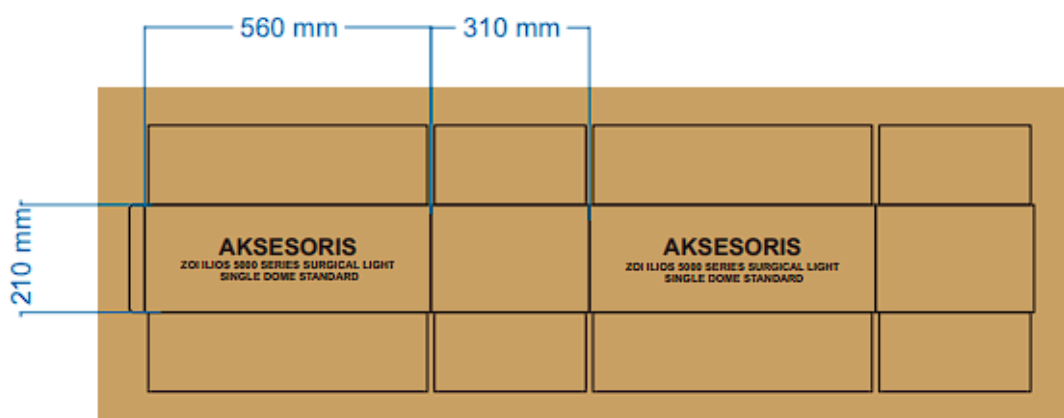 560 mm
310 mm
210 mm
AKSESORIS
ZOI ILIOS 5000 SERIES SURGICAL LIGHT
SINGLE DOME STANDARD
AKSESORIS
ZOI ILIOS 5000 SERIES SURGICAL LIGHT
SINGLE DOME STANDARD